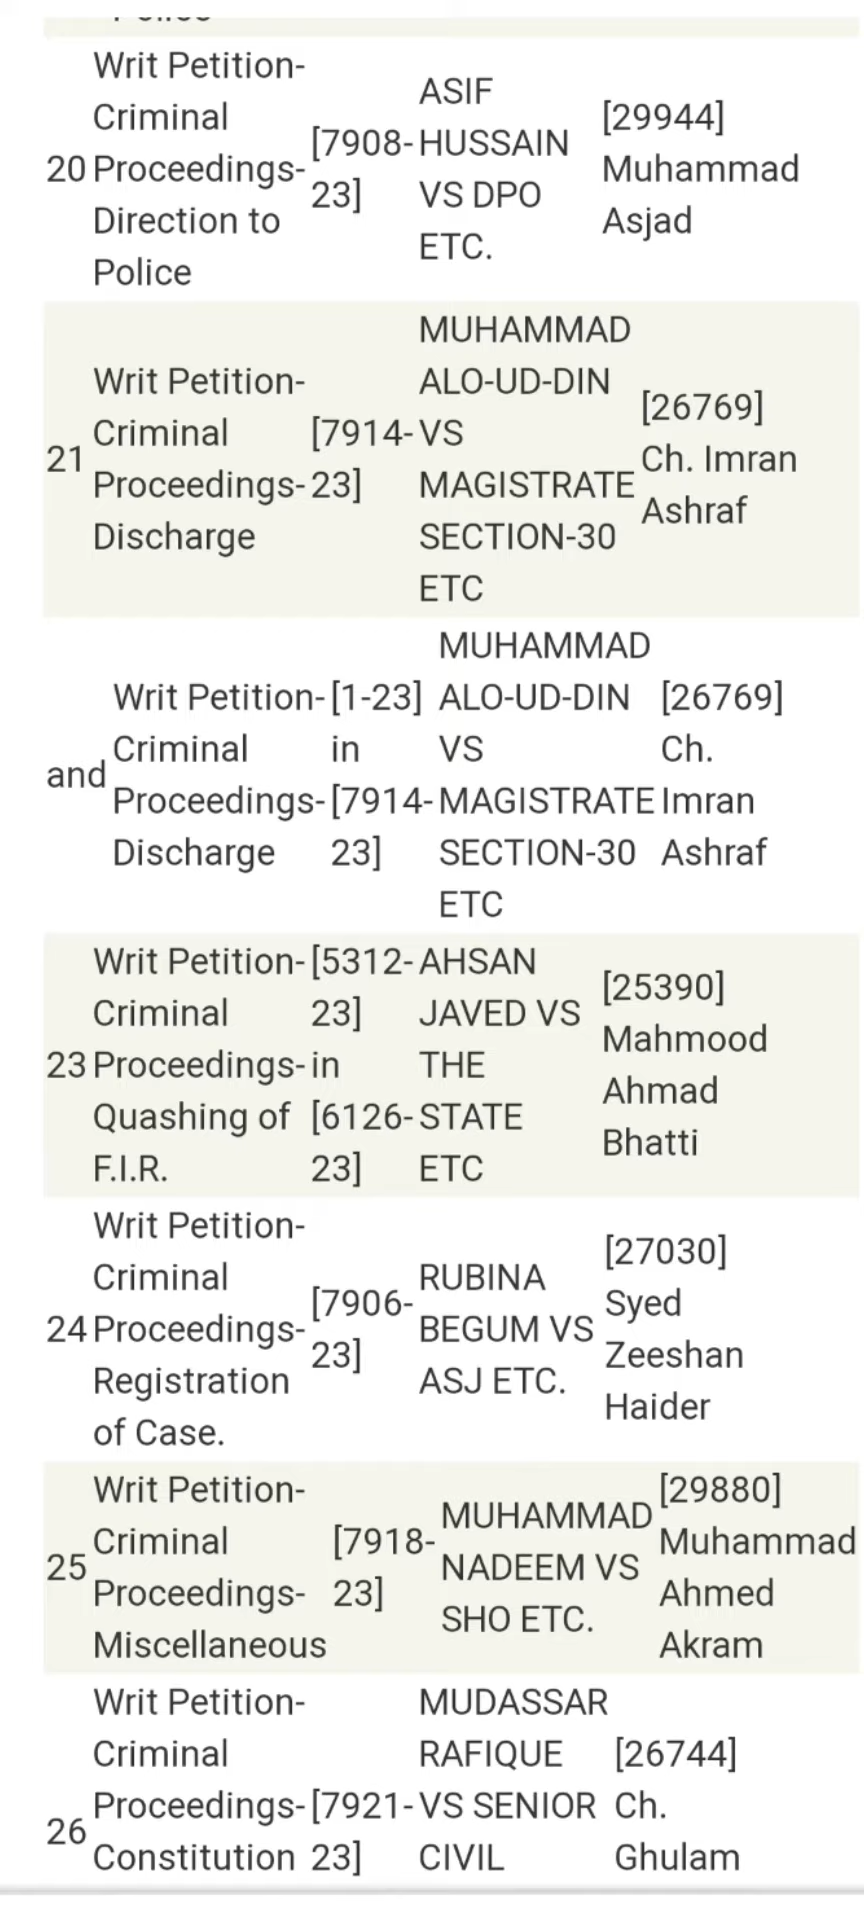 20
Writ Petition-
Criminal
Proceedings-
Direction to
Police
[7908-
23]
ASIF
HUSSAIN
VS DPO
ETC.
[29944]
Muhammad
Asjad
21
Writ Petition-
Criminal
Proceedings-
Discharge
[7914-
23]
MUHAMMAD
ALO-UD-DIN
VS
MAGISTRATE
SECTION-30
ETC
[26769]
Ch. Imran
Ashraf
and
Writ Petition-
Criminal
Proceedings-
Discharge
[1-23]
in
[7914-
23]
MUHAMMAD
ALO-UD-DIN
VS
MAGISTRATE
SECTION-30
ETC
[26769]
Ch.
Imran
Ashraf
23
Writ Petition-
Criminal
Proceedings-
Quashing of
F.I.R.
[5312-
23]
in
[6126-
23]
AHSAN
JAVED VS
THE
STATE
ETC
[25390]
Mahmood
Ahmad
Bhatti
24
Writ Petition-
Criminal
Proceedings-
Registration
of Case.
[7906-
23]
RUBINA
BEGUM VS
ASJ ETC.
[27030]
Syed
Zeeshan
Haider
25
Writ Petition-
Criminal
Proceedings-
Miscellaneous
[7918-
23]
MUHAMMAD
NADEEM VS
SHO ETC.
[29880]
Muhammad
Ahmed
Akram
26
Writ Petition-
Criminal
Proceedings-
Constitution
[7921-
23]
MUDASSAR
RAFIQUE
VS SENIOR
CIVIL
[26744]
Ch.
Ghulam